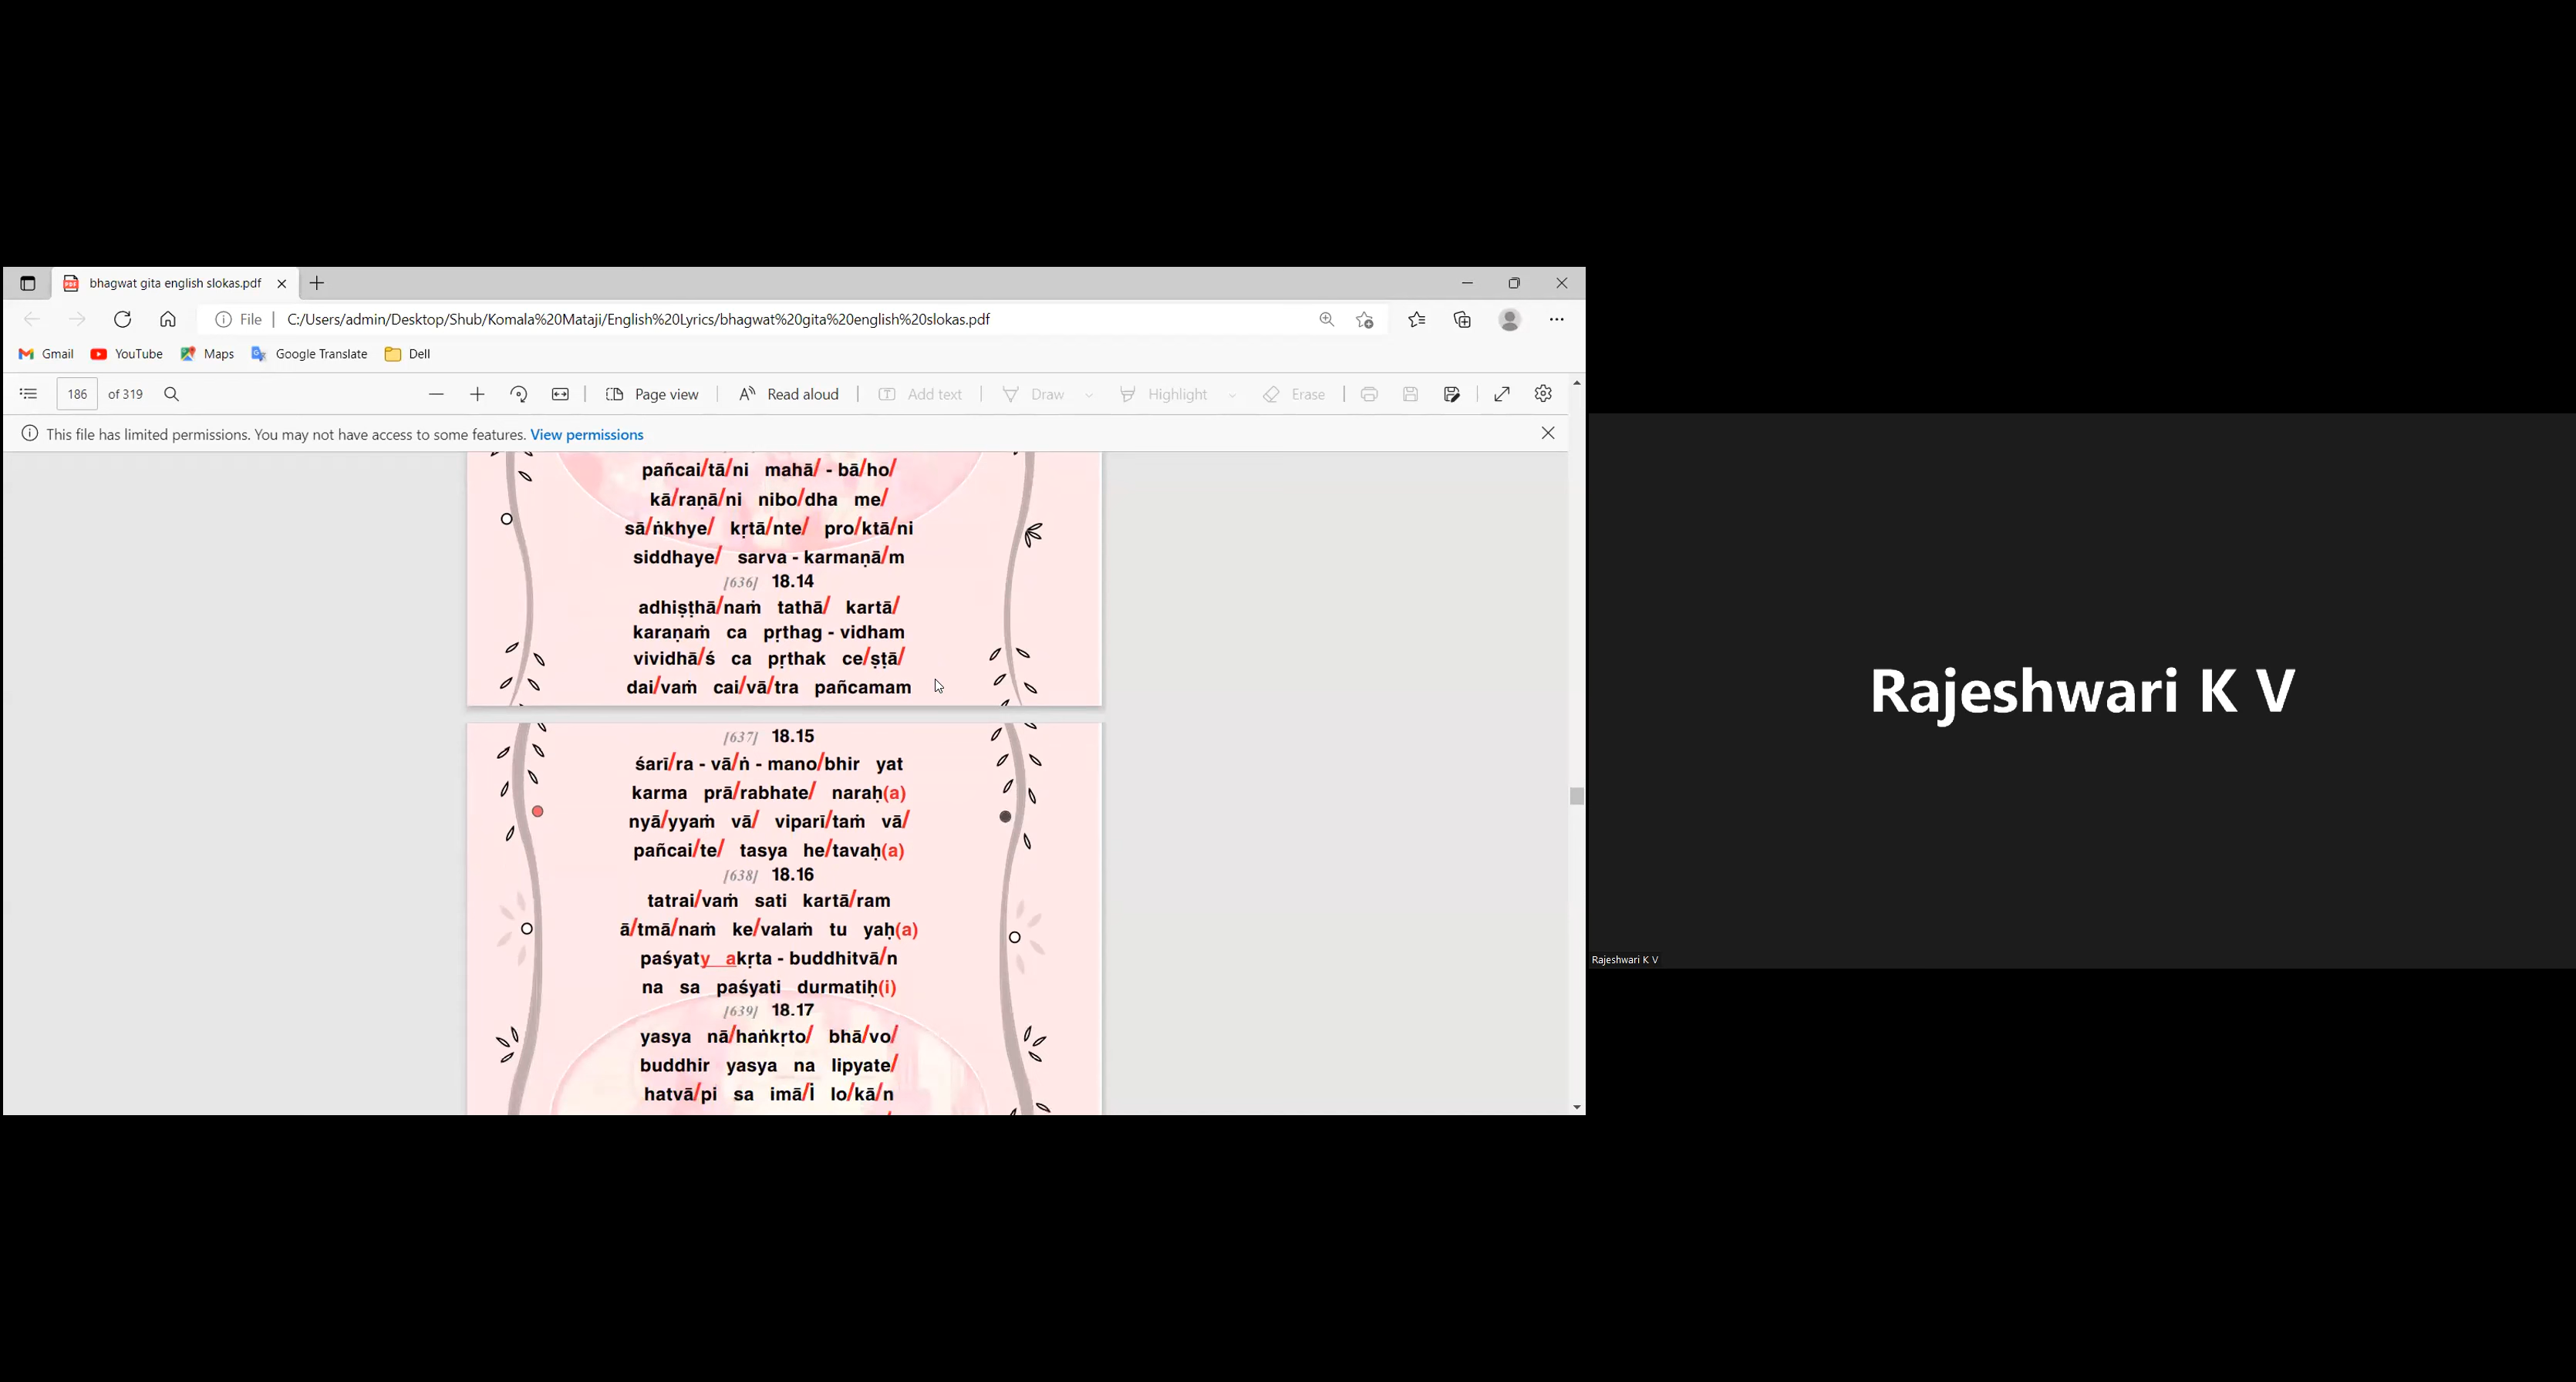 bhagwat gita english slokas.pdf
File C:/Users/admin/Desktop/Shub/Komala%20Mataji/English%20Lyrics/bhagwat%20gita%20english%20slokas.pdf
Gmail YouTube Maps Google Translate Dell
186 of 319 Page view Read aloud Add text Draw Highlight Erase
This file has limited permissions. You may not have access to some features. View permissions
pañcai/tā/ni mahā/ - bā/ho/
kā/raṇā/ni nibo/dha me/
sā/ṅkhye/ kṛtā/nte/ pro/ktā/ni
siddhaye/ sarva - karmaṇā/m
[636] 18.14
adhiṣṭhā/naṁ tathā/ kartā/
karaṇaṁ ca pṛthag - vidham
vividhā/ś ca pṛthak ce/ṣṭā/
dai/vaṁ cai/vā/tra pañcamam
[637] 18.15
śarī/ra - vā/ṅ - mano/bhir yat
karma prā/rabhate/ naraḥ(a)
nyā/yyaṁ vā/ viparī/taṁ vā/
pañcai/te/ tasya he/tavaḥ(a)
[638] 18.16
tatrai/vaṁ sati kartā/ram
ā/tmā/naṁ ke/valaṁ tu yaḥ(a)
paśyaty akṛta - buddhitvā/n
na sa paśyati durmatiḥ(i)
[639] 18.17
yasya nā/haṅkṛto/ bhā/vo/
buddhir yasya na lipyate/
hatvā/pi sa imā/ lo/kā/n
Rajeshwari K V
Rajeshwari K V